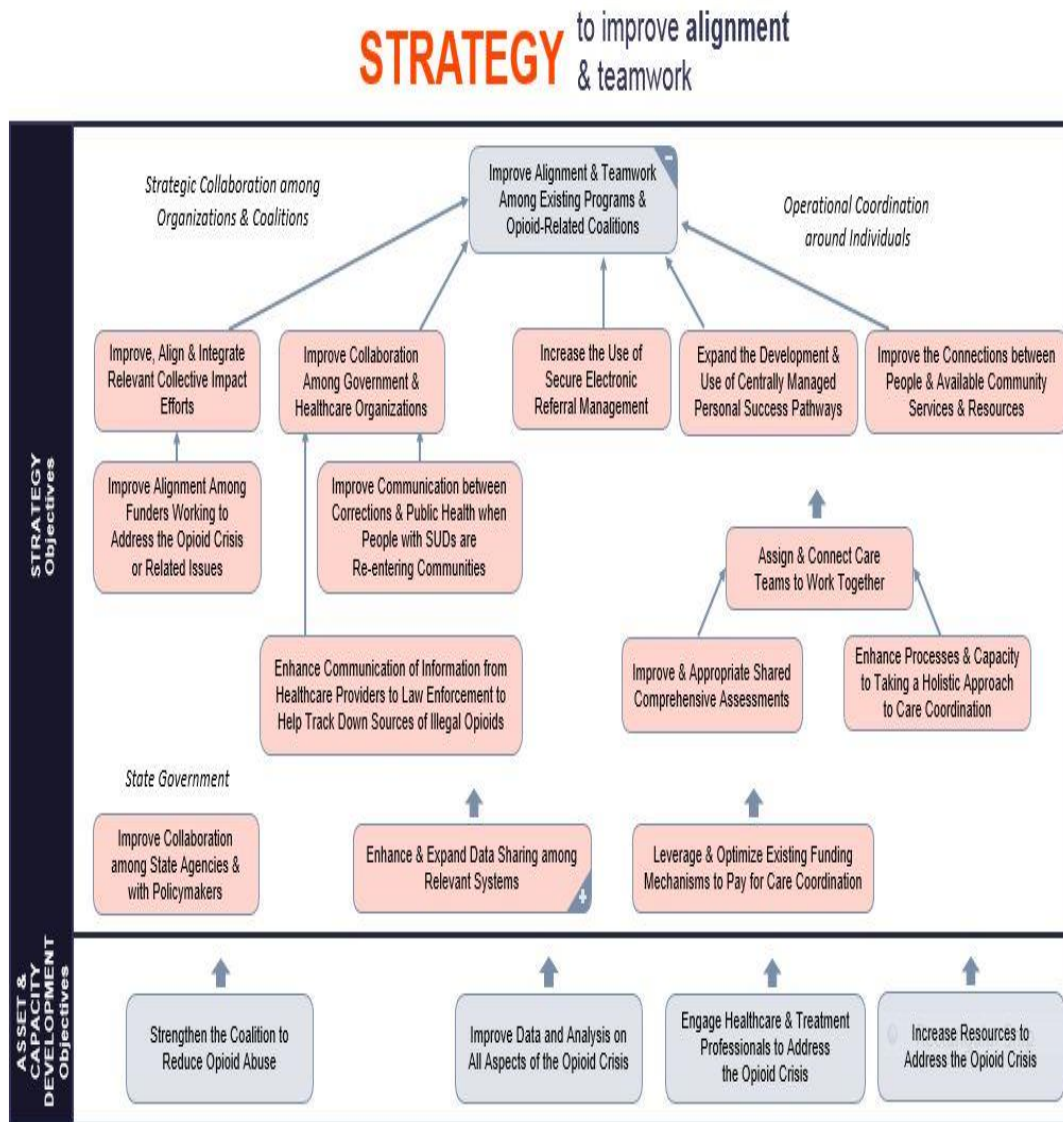 STRATEGY
to improve alignment
& teamwork
STRATEGY
Objectives
Strategic Collaboration among
Organizations & Coalitions
Improve Alignment & Teamwork
Among Existing Programs &
Opioid-Related Coalitions
-
Operational Coordination
around Individuals
Improve, Align & Integrate
Relevant Collective Impact
Efforts
Improve Collaboration
Among Government &
Healthcare Organizations
Increase the Use of
Secure Electronic
Referral Management
Expand the Development &
Use of Centrally Managed
Personal Success Pathways
Improve the Connections between
People & Available Community
Services & Resources
Improve Alignment Among
Funders Working to
Address the Opioid Crisis
or Related Issues
Improve Communication between
Corrections & Public Health when
People with SUDs are
Re-entering Communities
Assign & Connect Care
Teams to Work Together
Enhance Communication of Information from
Healthcare Providers to Law Enforcement to
Help Track Down Sources of Illegal Opioids
Improve & Appropriate Shared
Comprehensive Assessments
Enhance Processes & Capacity
to Taking a Holistic Approach
to Care Coordination
State Government
Improve Collaboration
among State Agencies &
with Policymakers
Enhance & Expand Data Sharing among
Relevant Systems
+
Leverage & Optimize Existing Funding
Mechanisms to Pay for Care Coordination
ASSET &
CAPACITY
DEVELOPMENT
Objectives
Strengthen the Coalition to
Reduce Opioid Abuse
Improve Data and Analysis on
All Aspects of the Opioid Crisis
Engage Healthcare & Treatment
Professionals to Address
the Opioid Crisis
Increase Resources to
Address the Opioid Crisis